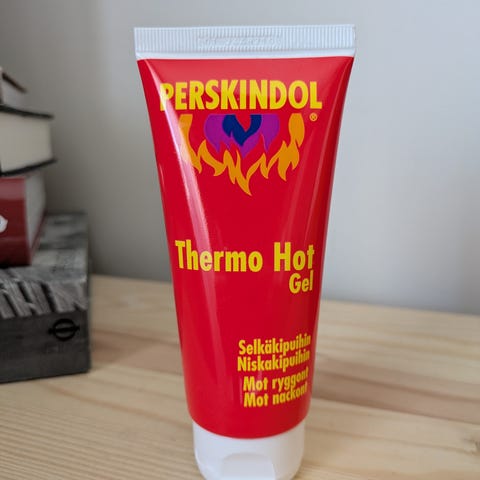 PERSKINDOL
®
Thermo Hot
Gel
Selkäkipuihin
Niskakipuihin
Mot ryggont
Mot nackont